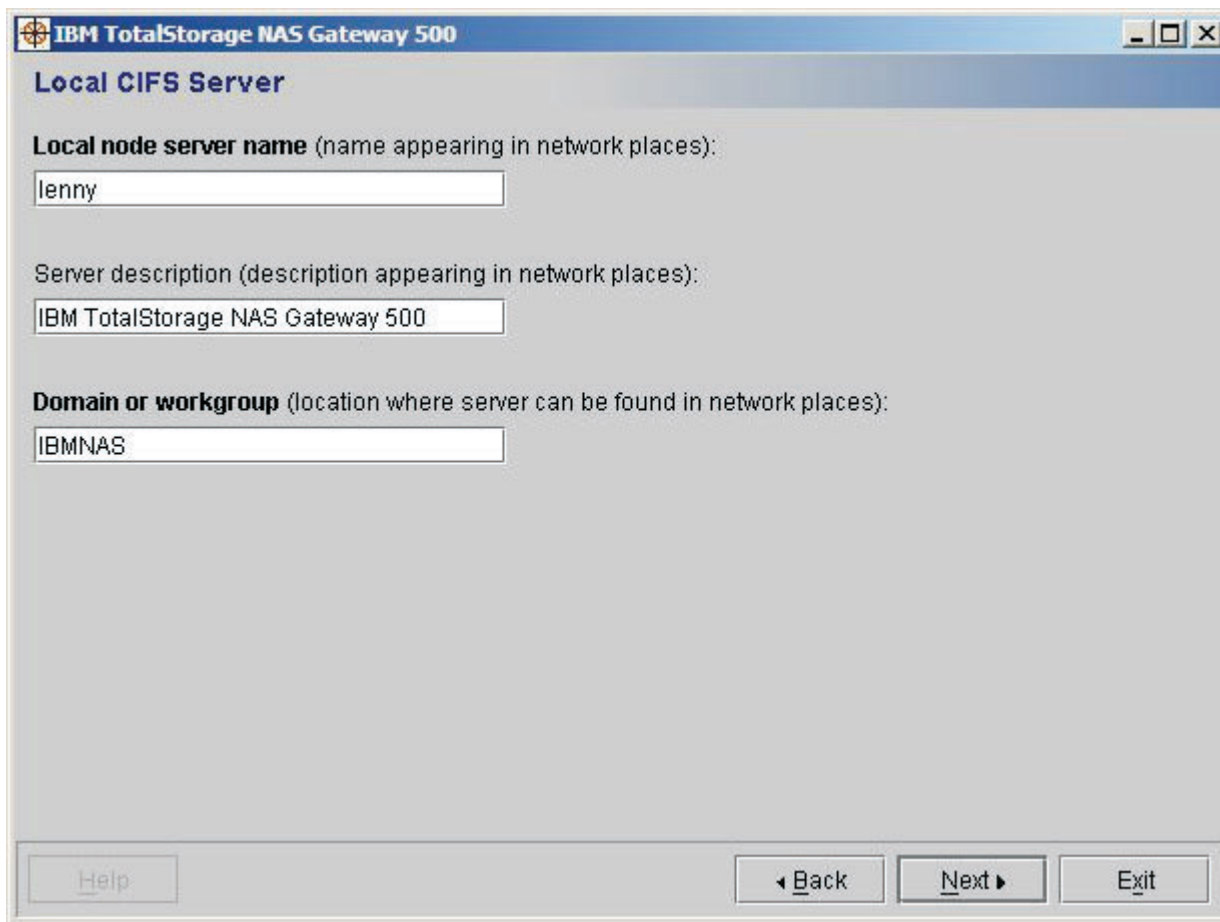 IBM TotalStorage NAS Gateway 500
Local CIFS Server
Local node server name (name appearing in network places):
lenny
Server description (description appearing in network places):
IBM TotalStorage NAS Gateway 500
Domain or workgroup (location where server can be found in network places):
IBMNAS
Help
Back
Next
Exit